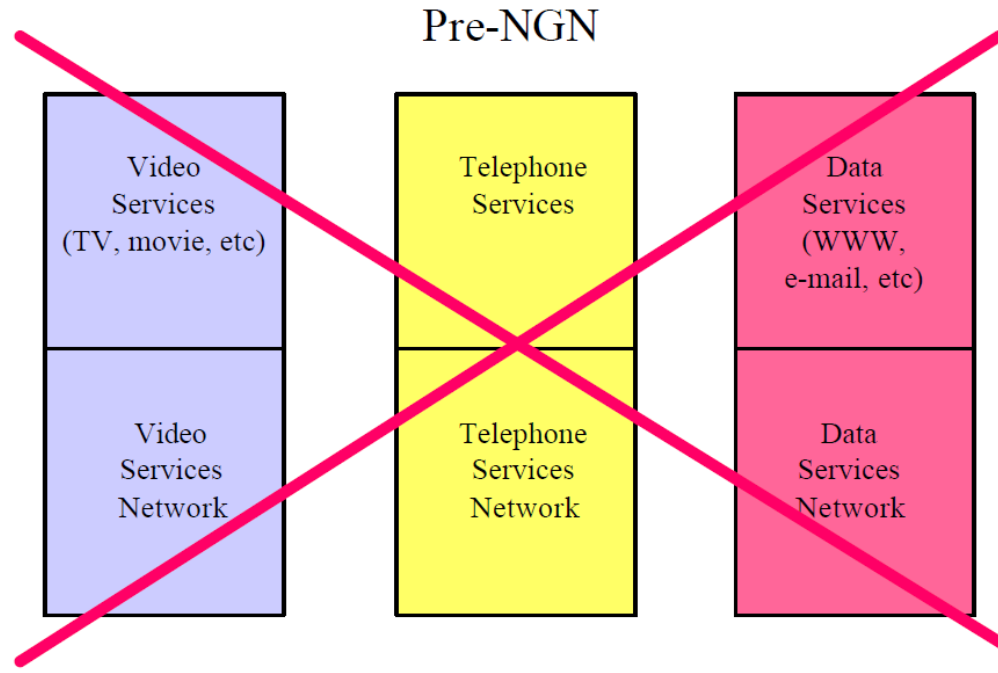 Pre-NGN
Video
Services
(TV, movie, etc)
Telephone
Services
Data
Services
(WWW,
e-mail, etc)
Video
Services
Network
Telephone
Services
Network
Data
Services
Network